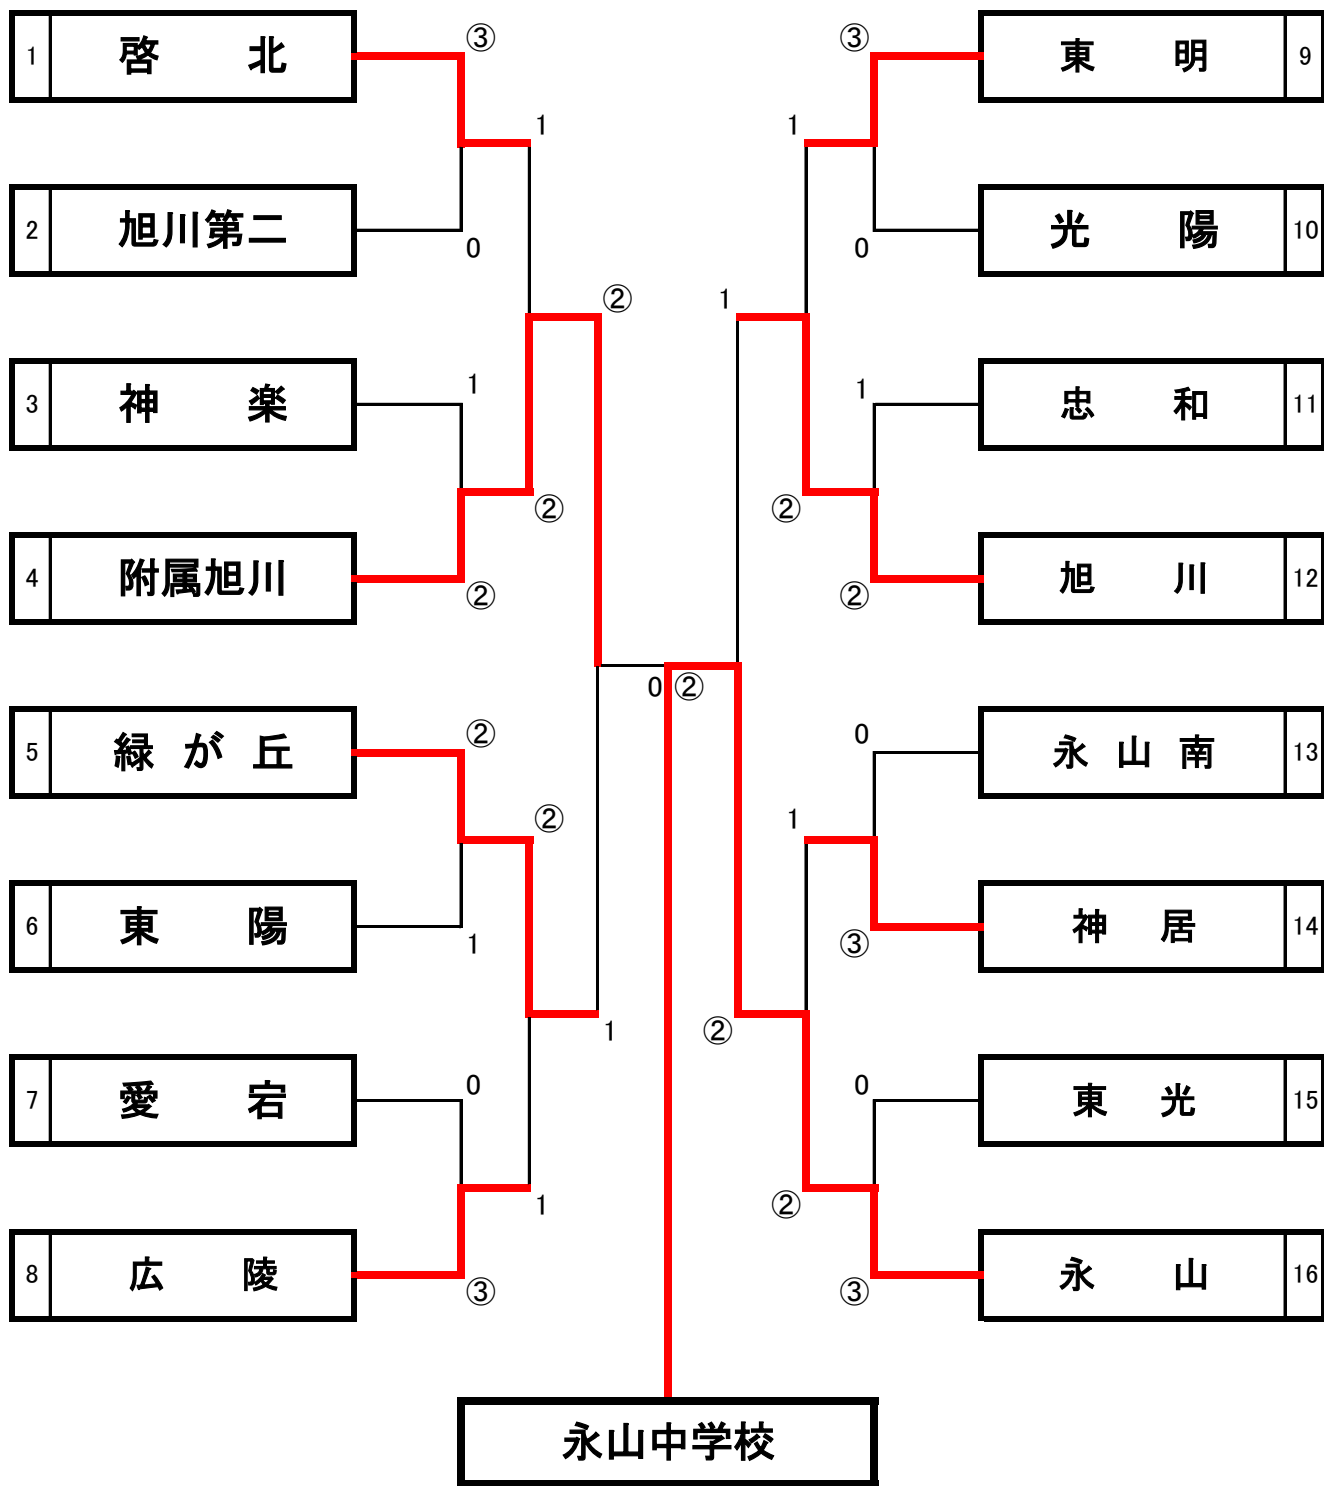 1 啓 北 ③
2 旭川第二 0
1
3 神 楽 1
4 附属旭川 ②
②
②
5 緑 が 丘 ②
6 東 陽 1
②
7 愛 宕 0
8 広 陵 ③
1
1
0 ②
③ 東 明 9
0 光 陽 10
1
1 忠 和 11
② 旭 川 12
②
1
0 永 山 南 13
③ 神 居 14
1
0 東 光 15
③ 永 山 16
②
②
永山中学校